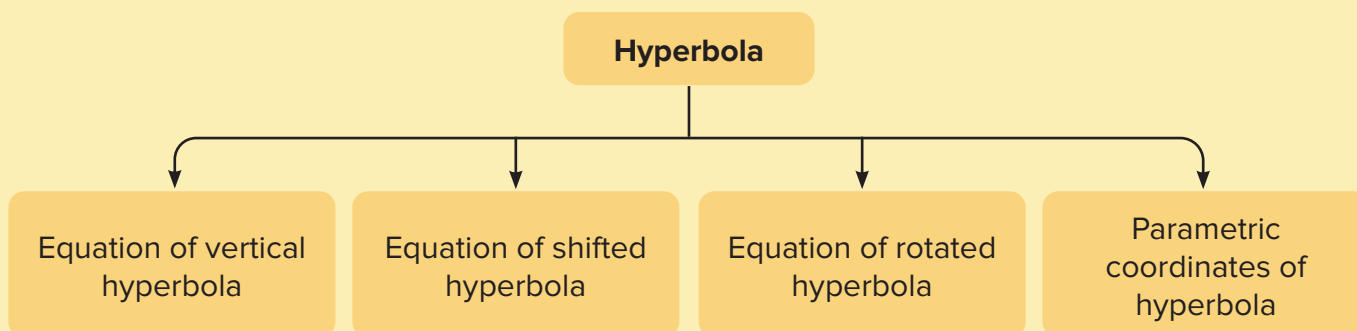 Hyperbola
Equation of vertical
hyperbola
Equation of shifted
hyperbola
Equation of rotated
hyperbola
Parametric
coordinates of
hyperbola